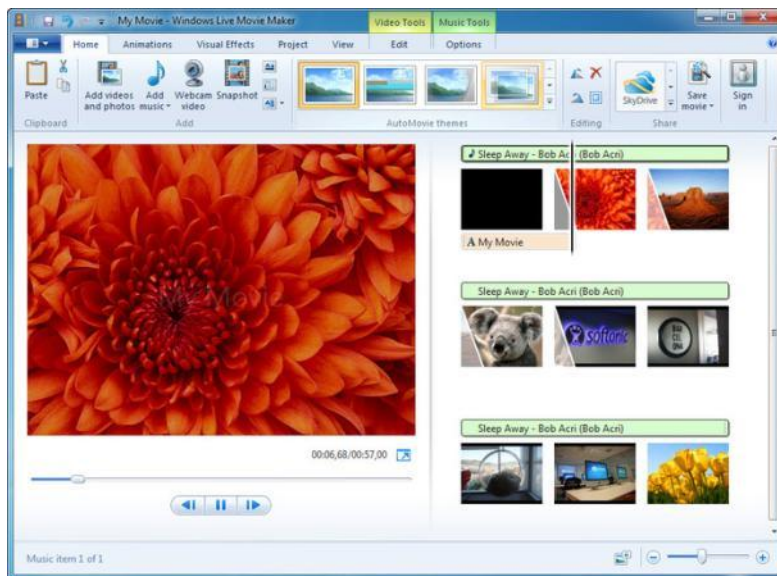 My Movie - Windows Live Movie Maker
Video Tools
Music Tools
Home
Animations
Visual Effects
Project
View
Edit
Options
Paste
Add videos and photos
Add music
Webcam video
Snapshot
SkyDrive
Save movie
Sign in
Clipboard
Add
AutoMovie themes
Editing
Share
My Movie
00:06,68/00:57,00
Sleep Away - Bob Acri (Bob Acri)
A My Movie
Sleep Away - Bob Acri (Bob Acri)
softonic
Sleep Away - Bob Acri (Bob Acri)
Music item 1 of 1